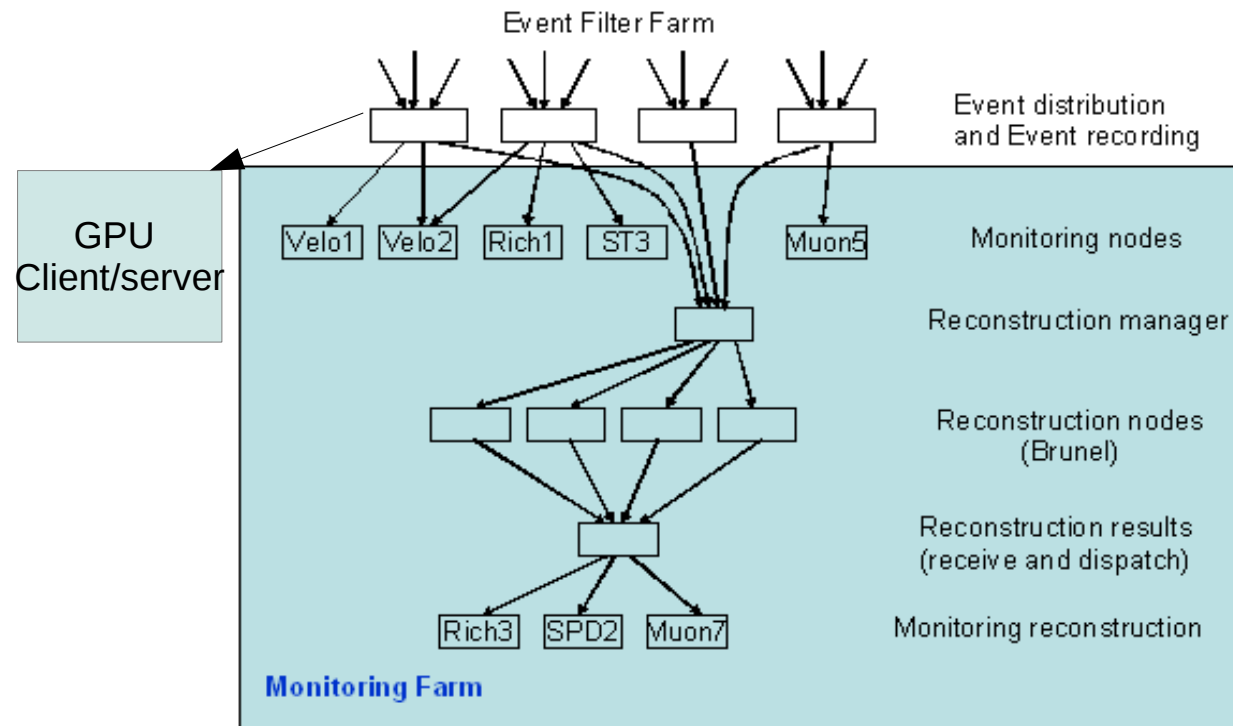 Event Filter Farm
Event distribution
and Event recording
GPU
Client/server
Velo1
Velo2
Rich1
ST3
Muon5
Monitoring nodes
Reconstruction manager
Reconstruction nodes
(Brunel)
Reconstruction results
(receive and dispatch)
Rich3
SPD2
Muon7
Monitoring reconstruction
Monitoring Farm